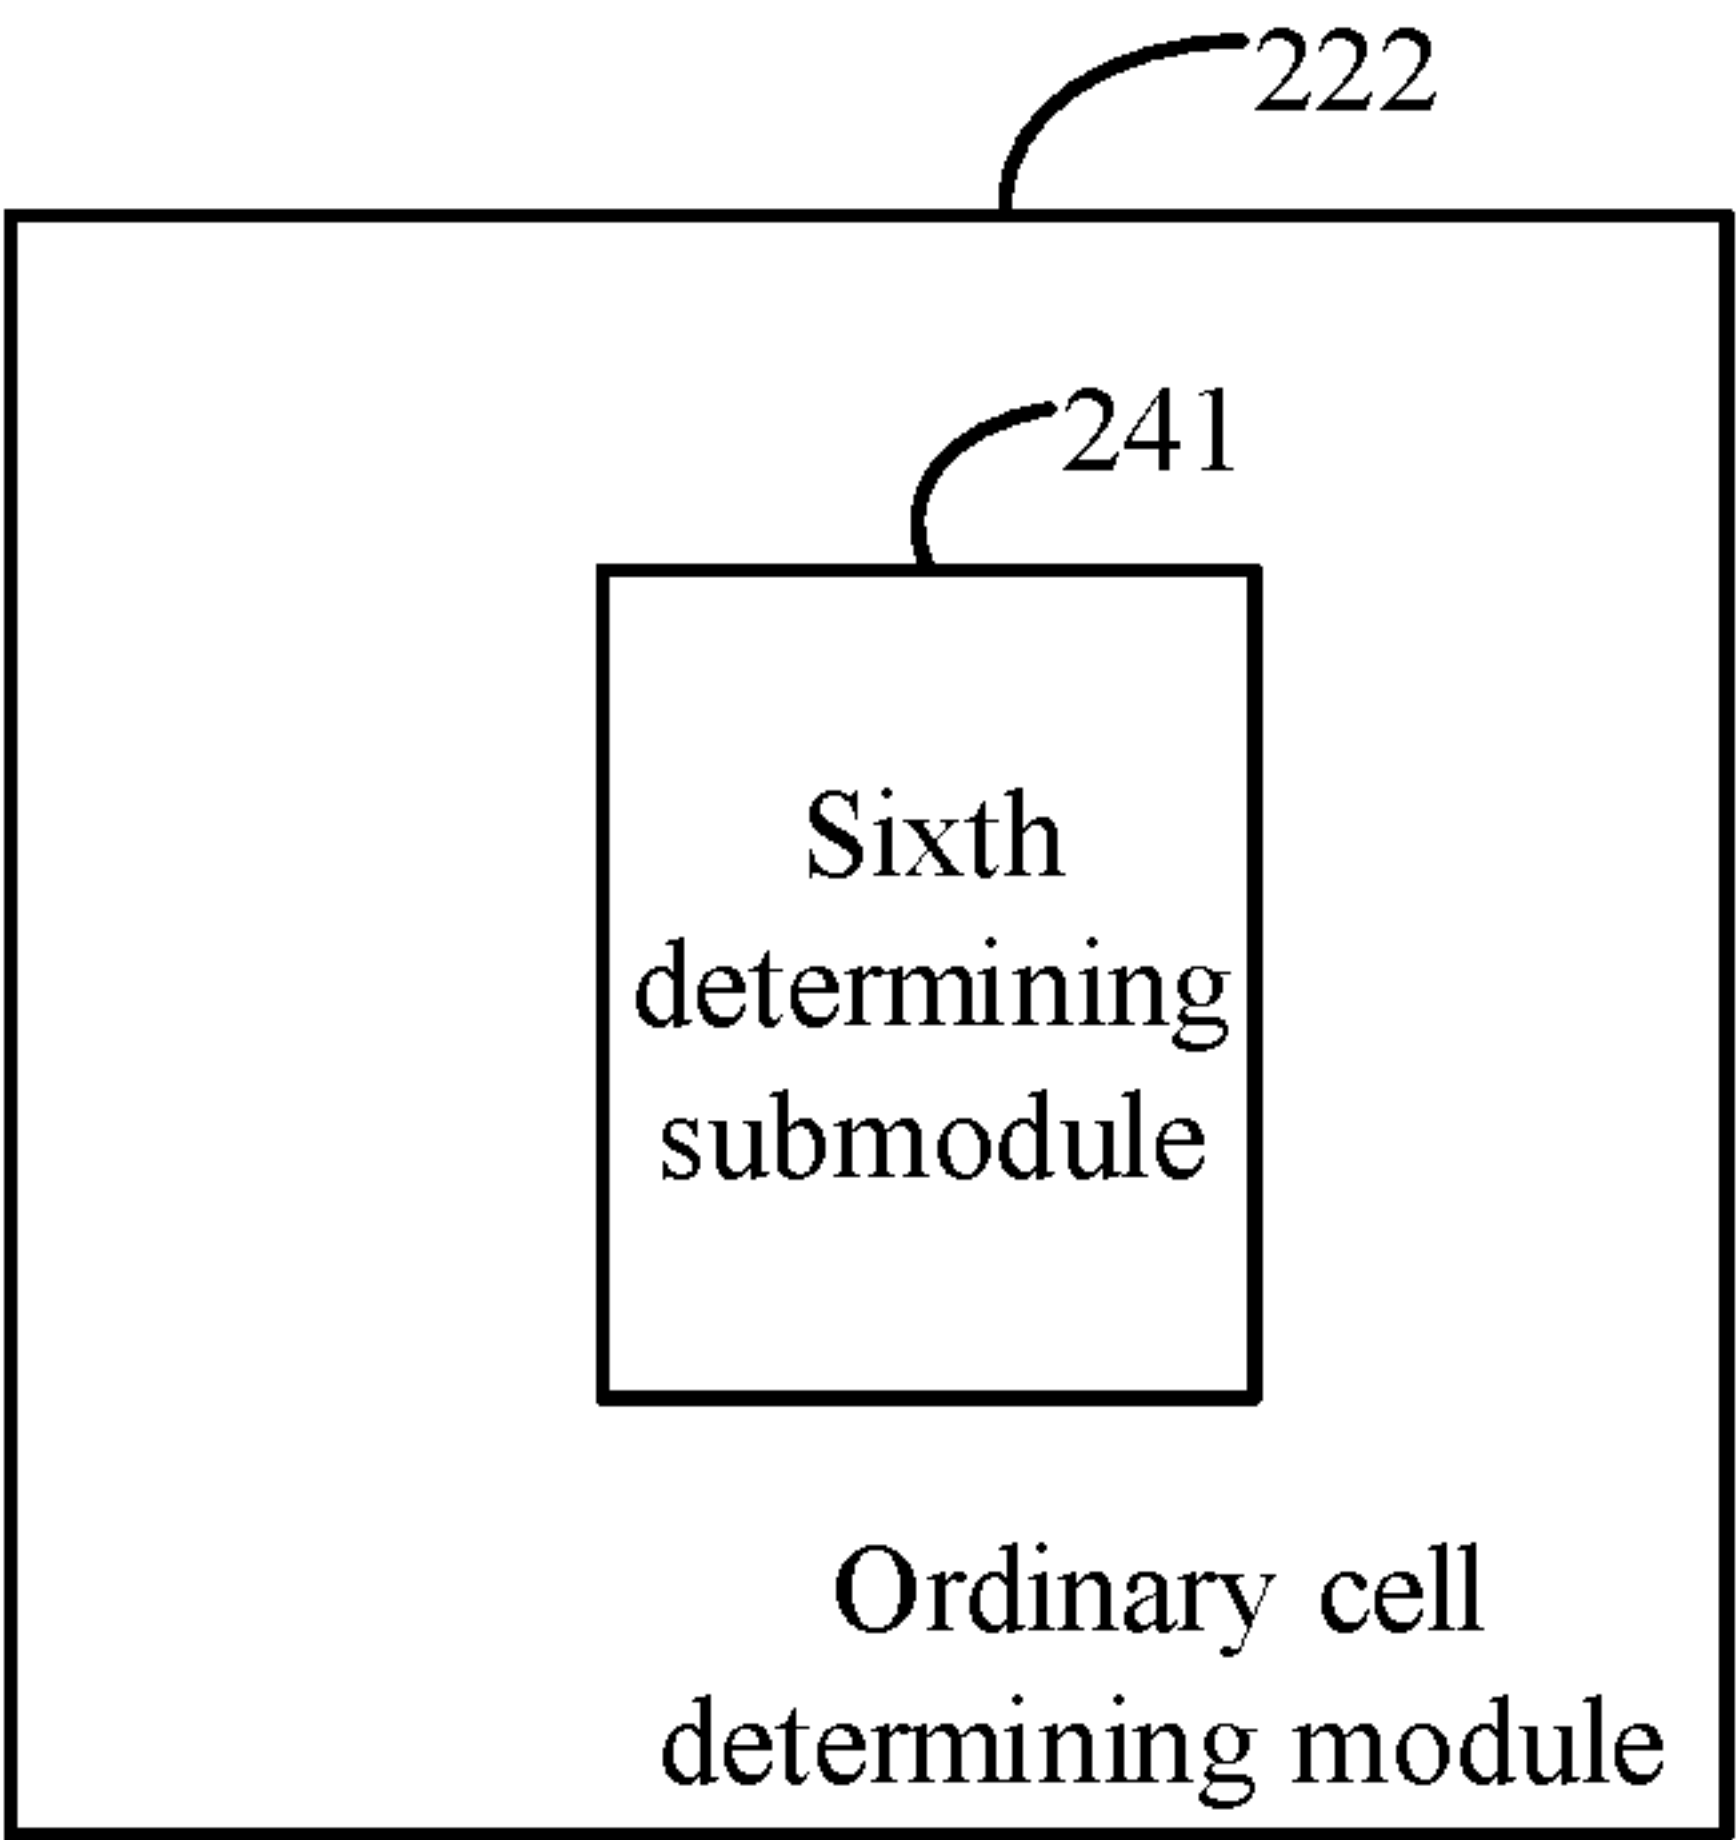 222
241
Sixth
determining
submodule
Ordinary cell
determining module